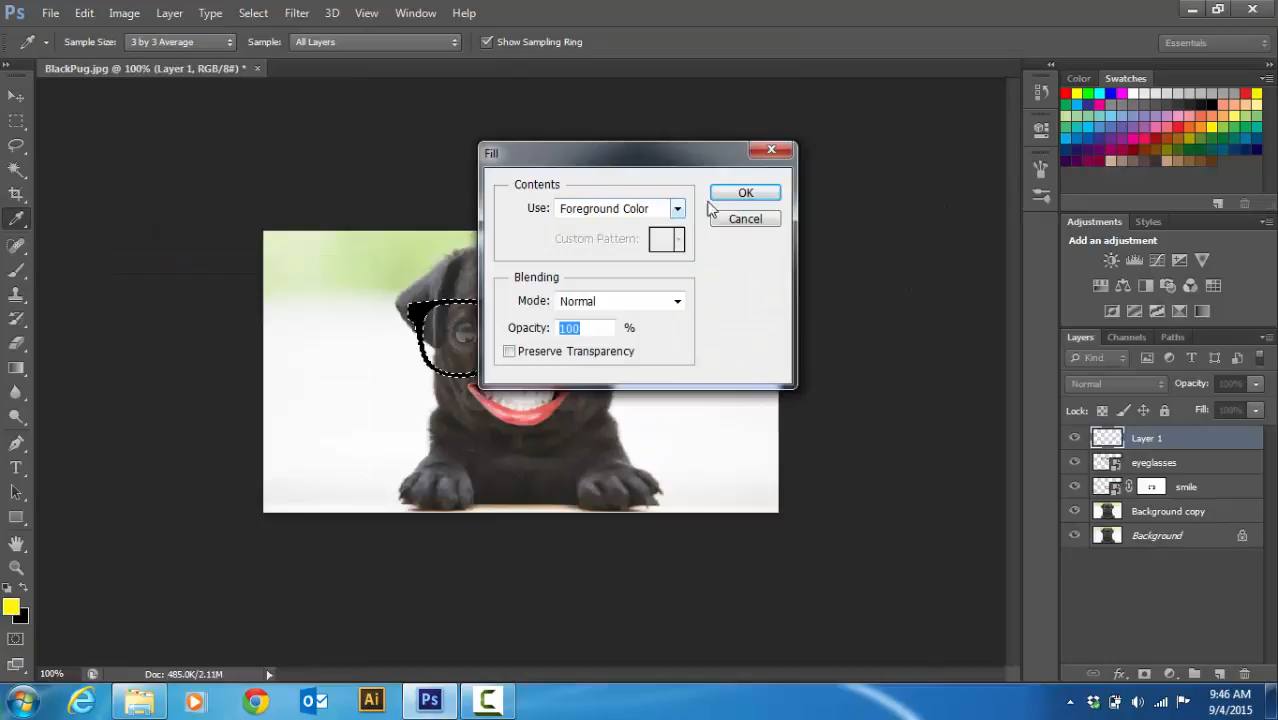 Ps File Edit Image Layer Type Select Filter 3D View Window Help
Sample Size: 3 by 3 Average Sample: All Layers Show Sampling Ring Essentials
BlackPug.jpg @ 100% (Layer 1, RGB/8#) * ×
Color Swatches
Fill
Contents
Use: Foreground Color
Custom Pattern:
OK
Cancel
Blending
Mode: Normal
Opacity: 100 %
Preserve Transparency
Adjustments Styles
Add an adjustment
Layers Channels Paths
Kind
Normal Opacity: 100%
Lock: Fill: 100%
Layer 1
eyeglasses
smile
Background copy
Background
100% Doc: 485.0K/2.11M
Ai Ps
9:46 AM
9/4/2015